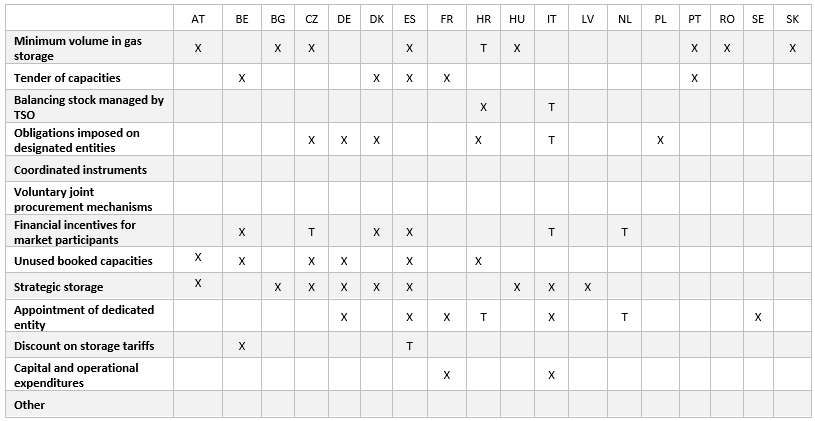 AT BE BG CZ DE DK ES FR HR HU IT LV NL PL PT RO SE SK
Minimum volume in gas
storage
X X X X T X X X X
Tender of capacities X X X X X
Balancing stock managed by
TSO
X T
Obligations imposed on
designated entities
X X X X T X
Coordinated instruments
Voluntary joint
procurement mechanisms
Financial incentives for
market participants
X T X X T T
Unused booked capacities X X X X X X
Strategic storage X X X X X X X X X
Appointment of dedicated
entity
X X X T X T X
Discount on storage tariffs X T
Capital and operational
expenditures
X X
Other